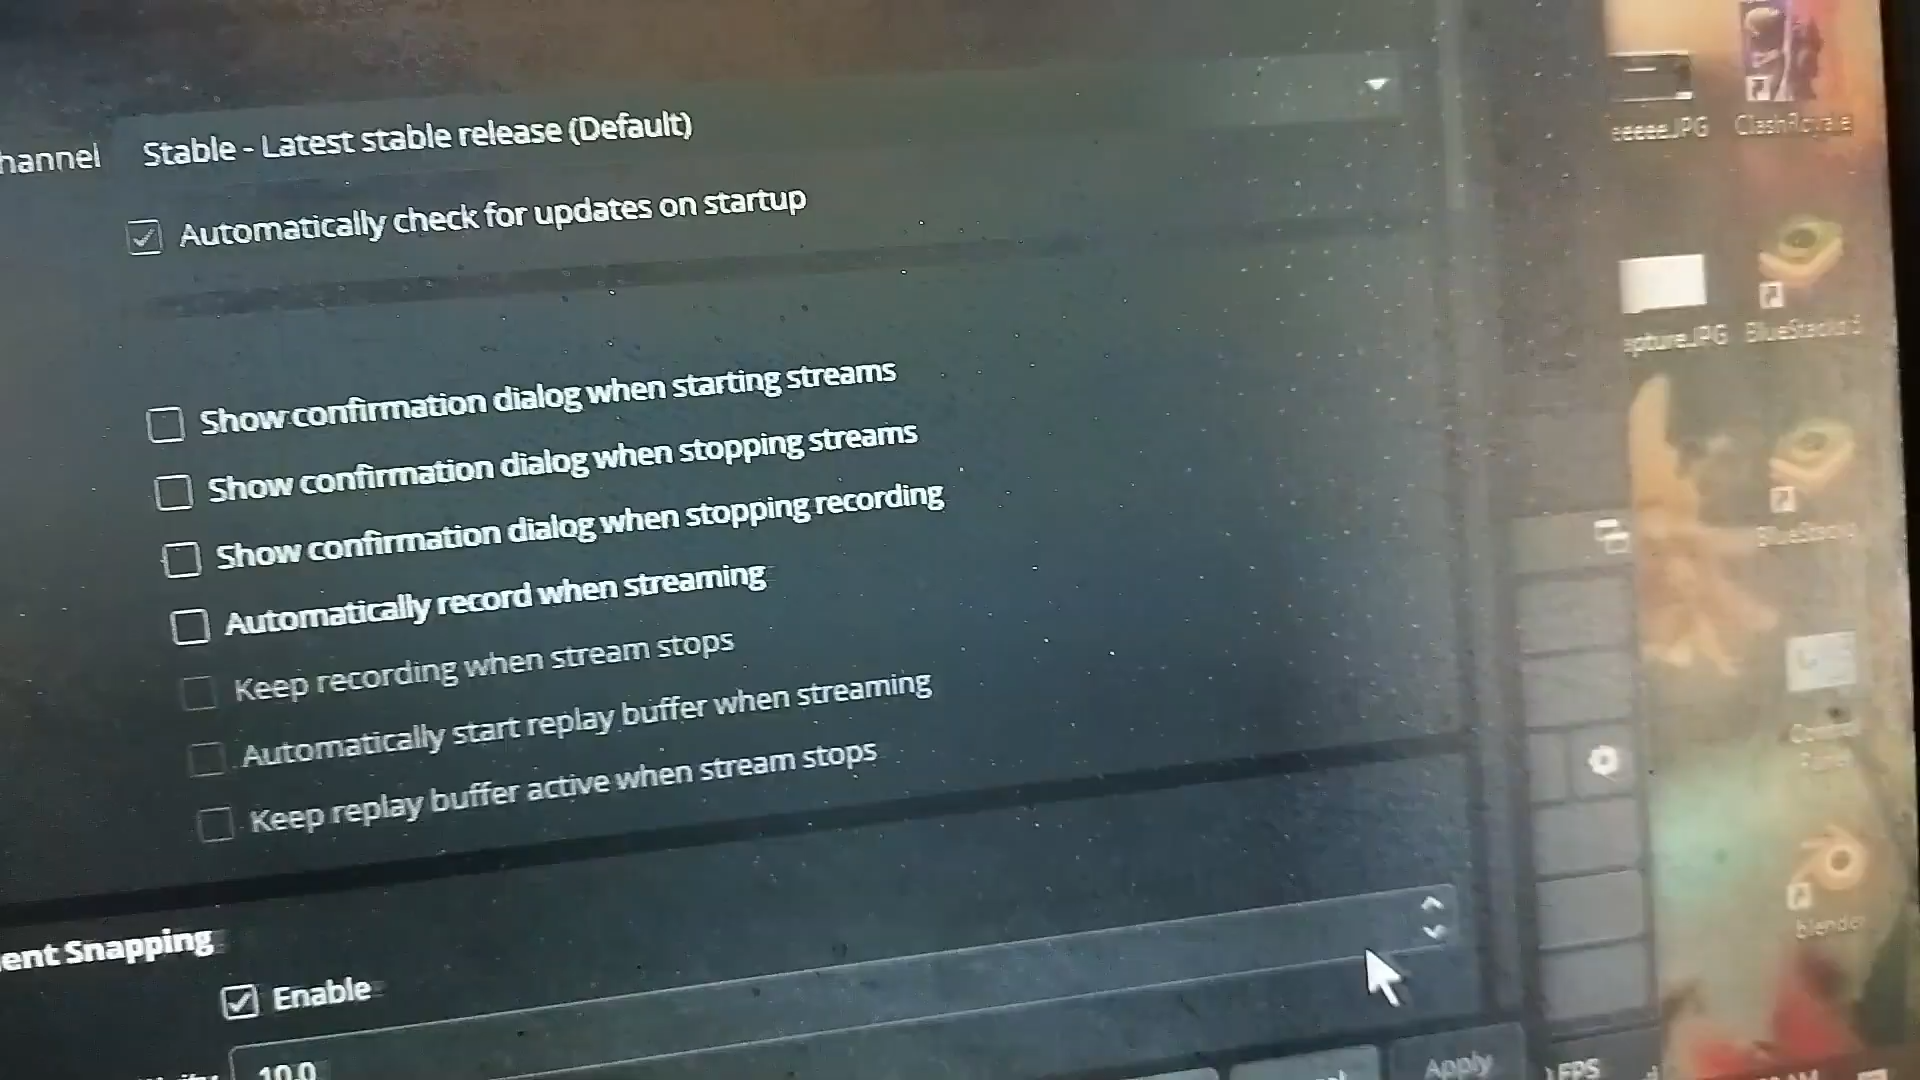 Stable - Latest stable release (Default)
Automatically check for updates on startup
Show confirmation dialog when starting streams
Show confirmation dialog when stopping streams
Show confirmation dialog when stopping recording
Automatically record when streaming
Keep recording when stream stops
Automatically start replay buffer when streaming
Keep replay buffer active when stream stops
Snapping
Enable
10.0
Apply
FPS
eeeee.JPG
ClashRoyale
BlueStacks
blender